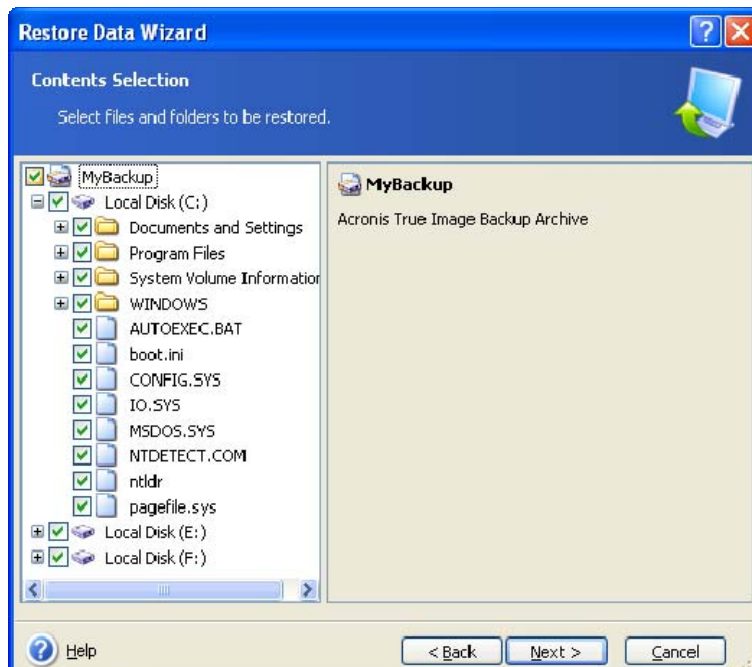 Restore Data Wizard
Contents Selection
Select files and folders to be restored.
MyBackup
Local Disk (C:)
Documents and Settings
Program Files
System Volume Information
WINDOWS
AUTOEXEC.BAT
boot.ini
CONFIG.SYS
IO.SYS
MSDOS.SYS
NTDETECT.COM
ntldr
pagefile.sys
Local Disk (E:)
Local Disk (F:)
MyBackup
Acronis True Image Backup Archive
Help
< Back
Next >
Cancel